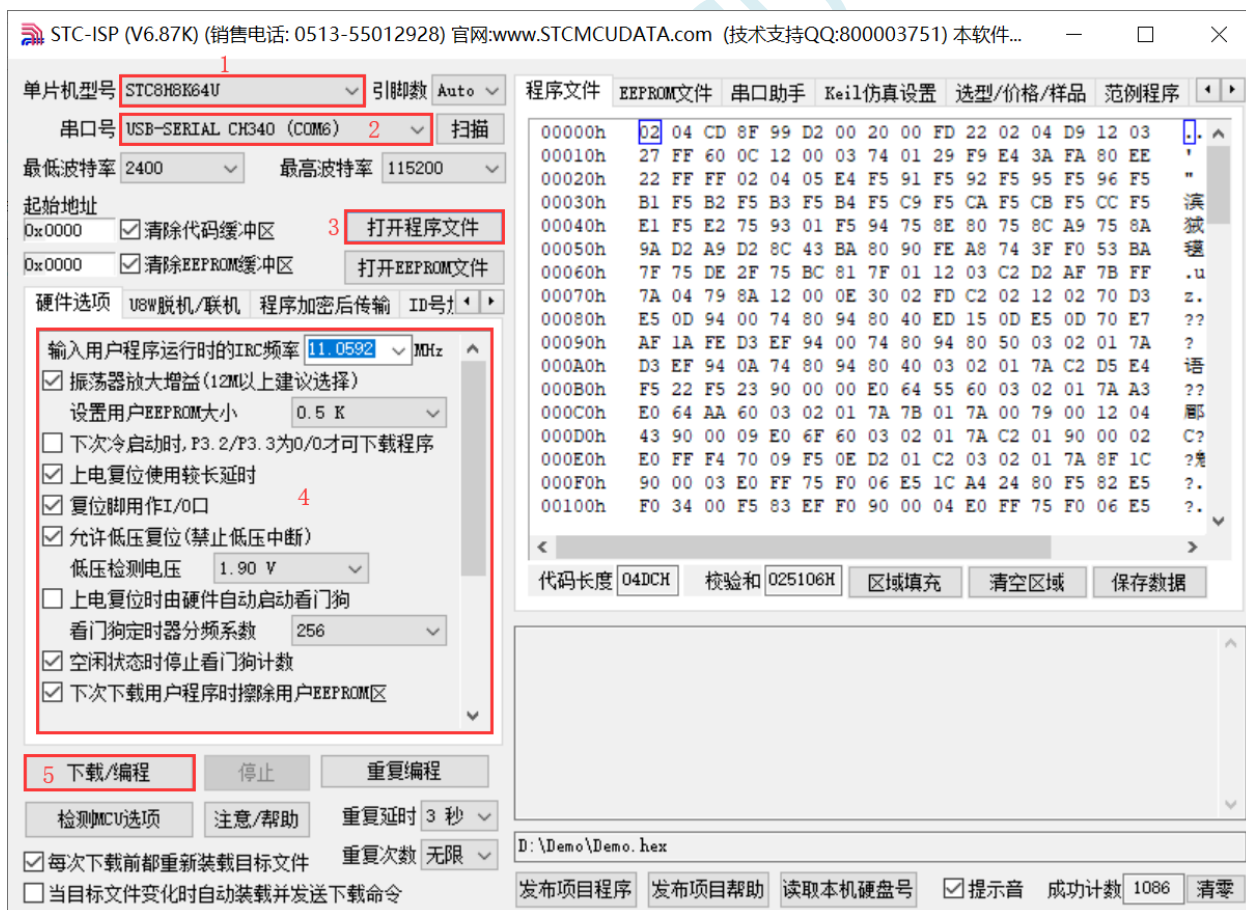 STC-ISP (V6.87K) (销售电话: 0513-55012928) 官网:www.STCMCUDATA.com (技术支持QQ:800003751) 本软件...
1
单片机型号 STC8H8K64U 引脚数 Auto
串口号 USB-SERIAL CH340 (COM6) 2 扫描
最低波特率 2400 最高波特率 115200
起始地址
0x0000 清除代码缓冲区 3 打开程序文件
0x0000 清除EEPROM缓冲区 打开EEPROM文件
硬件选项 U8W脱机/联机 程序加密后传输
输入用户程序运行时的IRC频率 11.0592 MHz
振荡器放大增益(12M以上建议选择)
设置用户EEPROM大小 0.5 K
下次冷启动时,P3.2/P3.3为0/0才可下载程序
上电复位使用较长延时
复位脚用作I/O口
4
允许低压复位(禁止低压中断)
低压检测电压 1.90 V
上电复位时由硬件自动启动看门狗
看门狗定时器分频系数 256
空闲状态时停止看门狗计数
下次下载用户程序时擦除用户EEPROM区
5 下载/编程 停止 重复编程
检测MCU选项 注意/帮助 重复延时 3 秒
每次下载前都重新装载目标文件 重复次数 无限
当目标文件变化时自动装载并发送下载命令
程序文件 EEPROM文件 串口助手 Keil仿真设置 选型/价格/样品 范例程序
00000h 02 04 CD 8F 99 D2 00 20 00 FD 22 02 04 D9 12 03 ..
00010h 27 FF 60 0C 12 00 03 74 01 29 F9 E4 3A FA 80 EE '
00020h 22 FF FF 02 04 05 E4 F5 91 F5 92 F5 95 F5 96 F5 "
00030h B1 F5 B2 F5 B3 F5 B4 F5 C9 F5 CA F5 CB F5 CC F5 滨
00040h E1 F5 E2 75 93 01 F5 94 75 8E 80 75 8C A9 75 8A
00050h 9A D2 A9 D2 8C 43 BA 80 90 FE A8 74 3F F0 53 BA
00060h 7F 75 DE 2F 75 BC 81 7F 01 12 03 C2 D2 AF 7B FF .u
00070h 7A 04 79 8A 12 00 0E 30 02 FD C2 02 12 02 70 D3 z.
00080h E5 0D 94 00 74 80 94 80 40 ED 15 0D E5 0D 70 E7 ??
00090h AF 1A FE D3 EF 94 00 74 80 94 80 50 03 02 01 7A ?
000A0h D3 EF 94 0A 74 80 94 80 40 03 02 01 7A C2 D5 E4 语
000B0h F5 22 F5 23 90 00 00 E0 64 55 60 03 02 01 7A A3 ??
000C0h E0 64 AA 60 03 02 01 7A 7B 01 7A 00 79 00 12 04
000D0h 43 90 00 09 E0 6F 60 03 02 01 7A C2 01 90 00 02 C?
000E0h E0 FF F4 70 09 F5 0E D2 01 C2 03 02 01 7A 8F 1C
000F0h 90 00 03 E0 FF 75 F0 06 E5 1C A4 24 80 F5 82 E5 ?.
00100h F0 34 00 F5 83 EF F0 90 00 04 E0 FF 75 F0 06 E5 ?.
代码长度 04DCH 校验和 025106H 区域填充 清空区域 保存数据
D:\Demo\Demo.hex
发布项目程序 发布项目帮助 读取本机硬盘号 提示音 成功计数 1086 清零